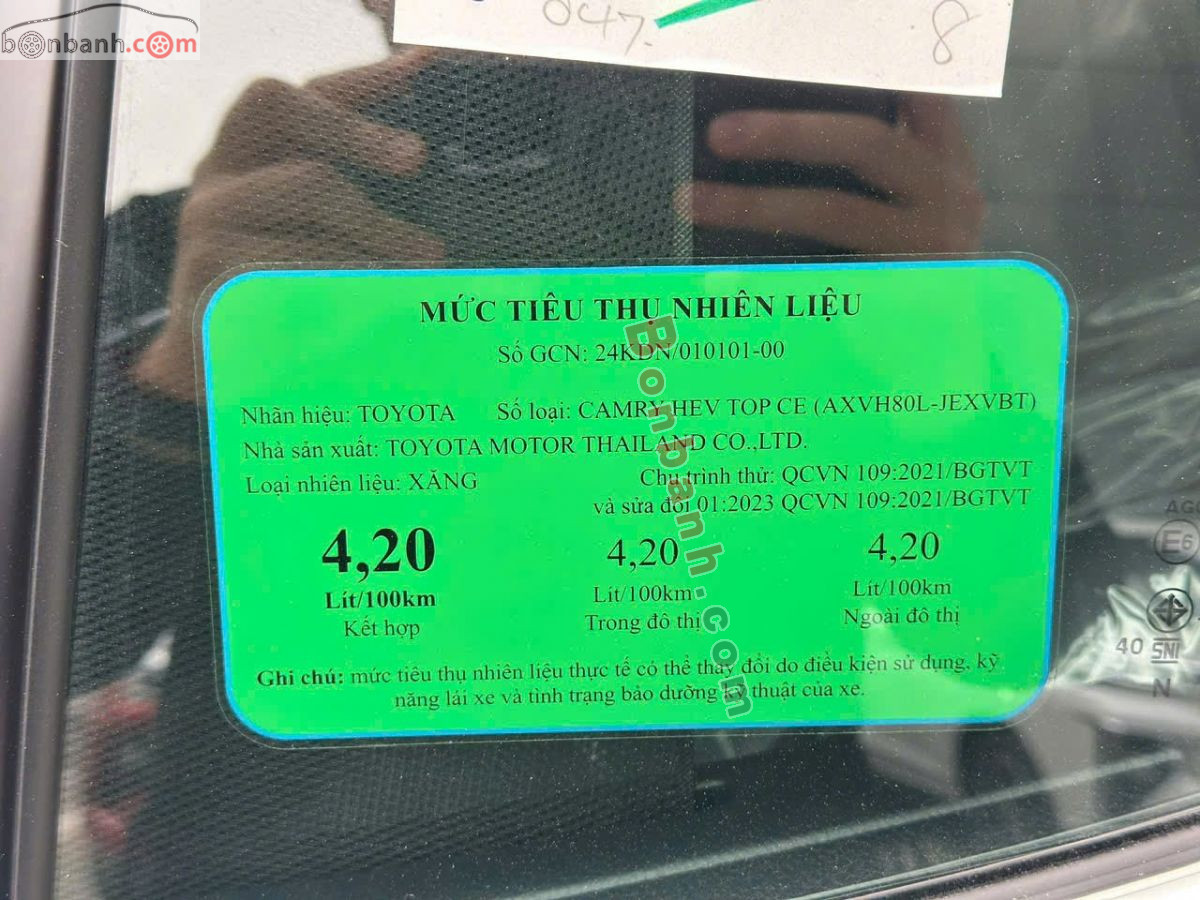 bonbanh.com
047.
8
MỨC TIÊU THỤ NHIÊN LIỆU
Số GCN: 24KDN/010101-00
Nhãn hiệu: TOYOTA Số loại: CAMRY HEV TOP CE (AXVH80L-JEXVBT)
Nhà sản xuất: TOYOTA MOTOR THAILAND CO.,LTD.
Loại nhiên liệu: XĂNG Chu trình thử: QCVN 109:2021/BGTVT
và sửa đổi 01:2023 QCVN 109:2021/BGTVT
4,20 4,20 4,20
Lít/100km Lít/100km Lít/100km
Kết hợp Trong đô thị Ngoài đô thị
Ghi chú: mức tiêu thụ nhiên liệu thực tế có thể thay đổi do điều kiện sử dụng, kỹ
năng lái xe và tình trạng bảo dưỡng kỹ thuật của xe.
Bonbanh.com
AG
E6
40 SNI
N